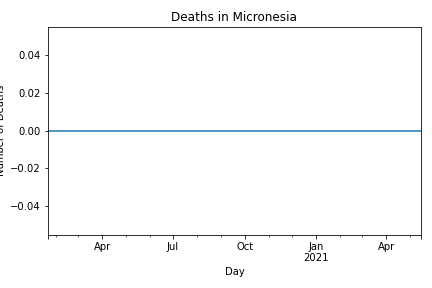 Deaths in Micronesia
Number of Deaths
0.04
0.02
0.00
−0.02
−0.04
Apr
Jul
Oct
Jan
2021
Apr
Day